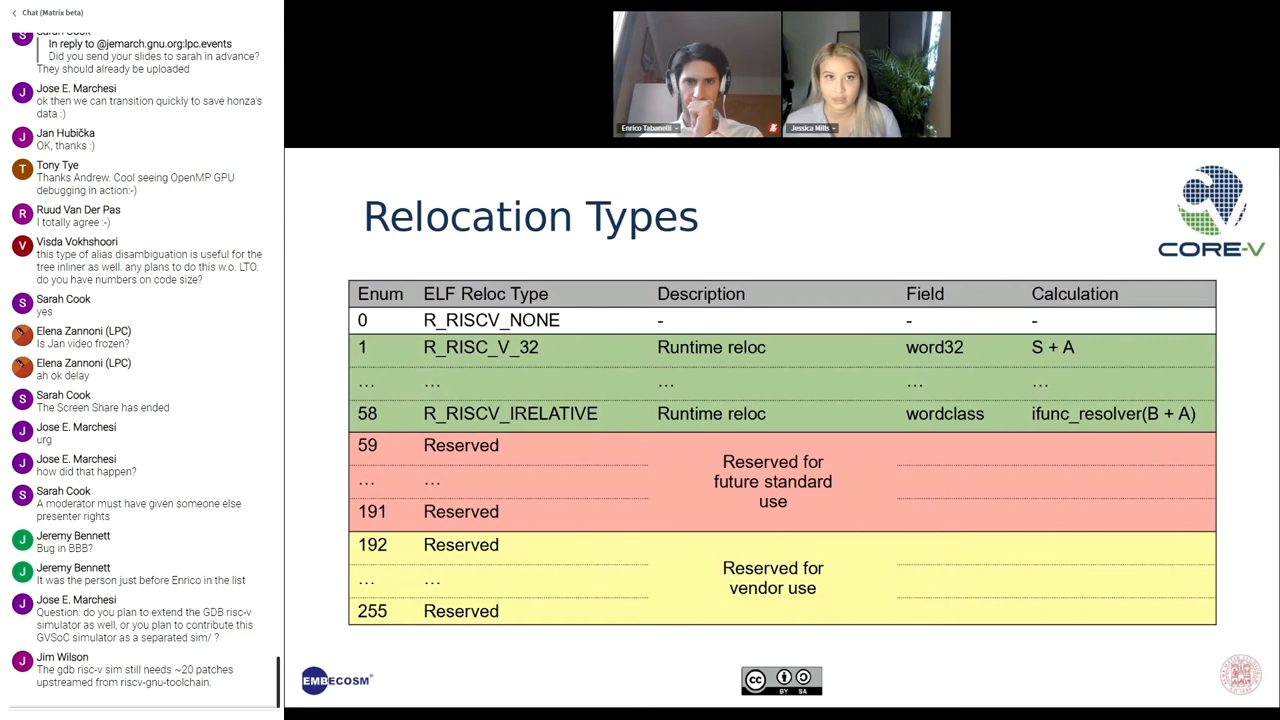 Chat (Matrix beta)
Sarah Cook
In reply to @jemarch.gnu.org:lpc.events
Did you send your slides to sarah in advance?
They should already be uploaded
Jose E. Marchesi
ok then we can transition quickly to save honza's
data :)
Jan Hubička
OK, thanks :)
Tony Tye
Thanks Andrew. Cool seeing OpenMP GPU
debugging in action:-)
Ruud Van Der Pas
I totally agree :-)
Visda Vokhshoori
this type of alias disambiguation is useful for the
tree inliner as well. any plans to do this w.o. LTO.
do you have numbers on code size?
Sarah Cook
yes
Elena Zannoni (LPC)
Is Jan video frozen?
Elena Zannoni (LPC)
ah ok delay
Sarah Cook
The Screen Share has ended
Jose E. Marchesi
urg
Jose E. Marchesi
how did that happen?
Sarah Cook
A moderator must have given someone else
presenter rights
Jeremy Bennett
Bug in BBB?
Jeremy Bennett
It was the person just before Enrico in the list
Jose E. Marchesi
Question: do you plan to extend the GDB risc-v
simulator as well, or you plan to contribute this
GVSoC simulator as a separated sim/ ?
Jim Wilson
The gdb risc-v sim still needs ~20 patches
upstreamed from riscv-gnu-toolchain.
Enrico Tabanelli
Jessica Mills
Relocation Types
CORE-V
Enum ELF Reloc Type Description Field Calculation
0 R_RISCV_NONE - - -
1 R_RISC_V_32 Runtime reloc word32 S + A
... ... ... ... ...
58 R_RISCV_IRELATIVE Runtime reloc wordclass ifunc_resolver(B + A)
59 Reserved
... ...
191 Reserved
Reserved for
future standard
use
192 Reserved
... ...
255 Reserved
Reserved for
vendor use
EMBECOSM®
cc BY SA